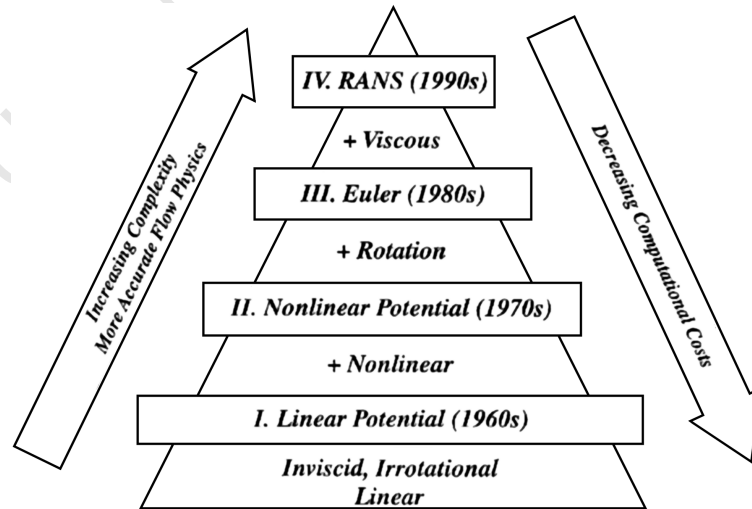 IV. RANS (1990s)
+ Viscous
III. Euler (1980s)
+ Rotation
II. Nonlinear Potential (1970s)
+ Nonlinear
I. Linear Potential (1960s)
Inviscid, Irrotational
Linear
Increasing Complexity
More Accurate Flow Physics
Decreasing Computational Costs